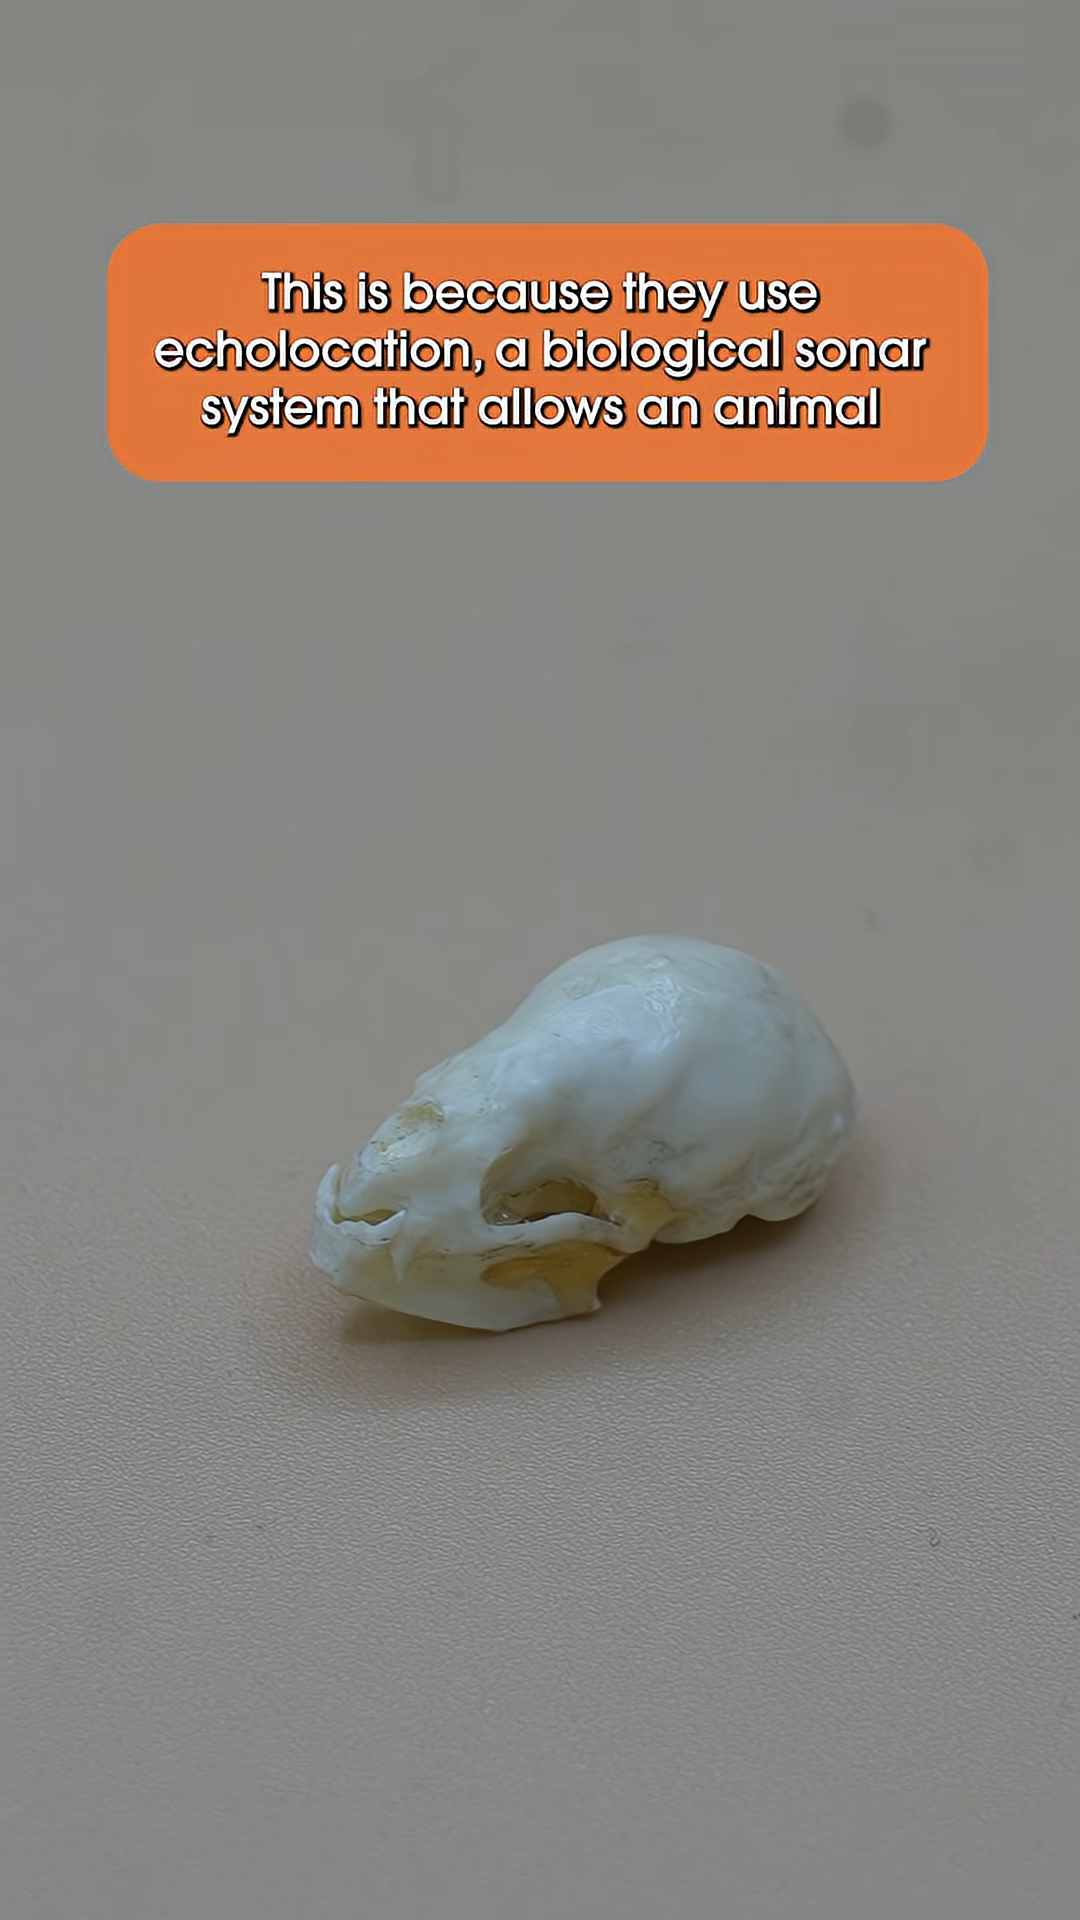 This is because they use
echolocation, a biological sonar
system that allows an animal